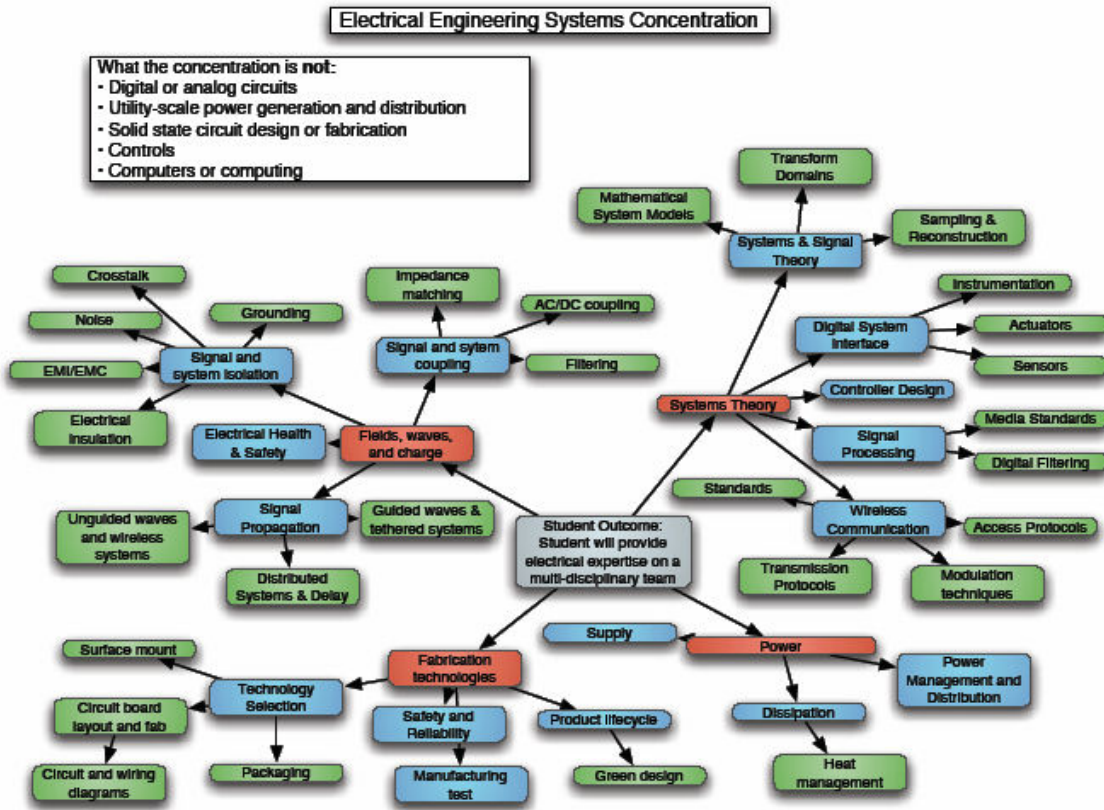 Electrical Engineering Systems Concentration
What the concentration is not:
· Digital or analog circuits
· Utility-scale power generation and distribution
· Solid state circuit design or fabrication
· Controls
· Computers or computing
Transform
Domains
Mathematical
System Models
Systems & Signal
Theory
Sampling &
Reconstruction
Crosstalk
Noise
Grounding
Signal and
system isolation
EMI/EMC
Electrical
Insulation
Impedance
matching
AC/DC coupling
Signal and sytem
coupling
Filtering
Instrumentation
Digital System
Interface
Actuators
Sensors
Systems Theory
Controller Design
Media Standards
Signal
Processing
Digital Filtering
Electrical Health
& Safety
Fields, waves,
and charge
Signal
Propagation
Guided waves &
tethered systems
Unguided waves
and wireless
systems
Distributed
Systems & Delay
Student Outcome:
Student will provide
electrical expertise on a
multi-disciplinary team
Standards
Wireless
Communication
Access Protocols
Transmission
Protocols
Modulation
techniques
Surface mount
Technology
Selection
Circuit board
layout and fab
Circuit and wiring
diagrams
Packaging
Fabrication
technologies
Safety and
Reliability
Manufacturing
test
Product lifecycle
Green design
Supply
Power
Power
Management and
Distribution
Dissipation
Heat
management